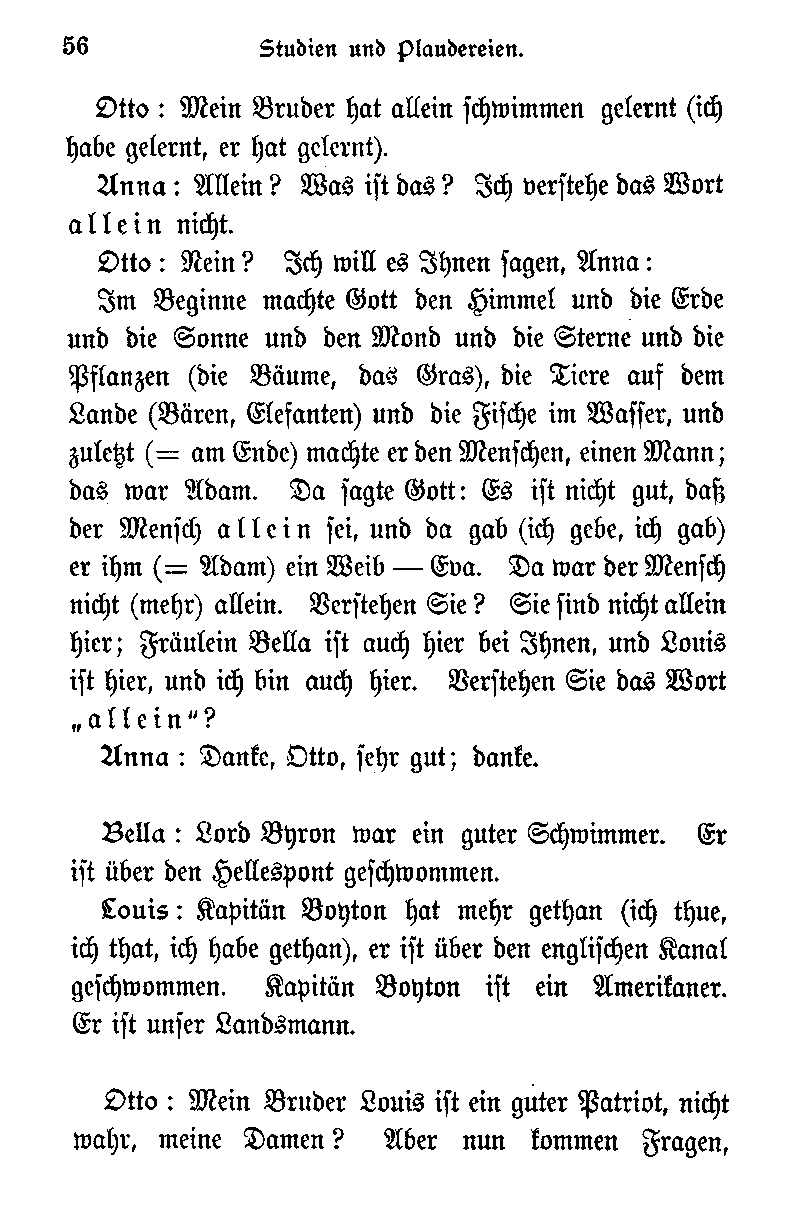 56 Studien und Plaudereien.
Otto : Mein Bruder hat allein schwimmen gelernt (ich
habe gelernt, er hat gelernt).
Anna : Allein ? Was ist das ? Ich verstehe das Wort
allein nicht.
Otto : Nein ? Ich will es Ihnen sagen, Anna :
Im Beginne machte Gott den Himmel und die Erde
und die Sonne und den Mond und die Sterne und die
Pflanzen (die Bäume, das Gras), die Tiere auf dem
Lande (Bären, Elefanten) und die Fische im Wasser, und
zuletzt (= am Ende) machte er den Menschen, einen Mann;
das war Adam. Da sagte Gott: Es ist nicht gut, daß
der Mensch allein sei, und da gab (ich gebe, ich gab)
er ihm (= Adam) ein Weib — Eva. Da war der Mensch
nicht (mehr) allein. Verstehen Sie ? Sie sind nicht allein
hier; Fräulein Bella ist auch hier bei Ihnen, und Louis
ist hier, und ich bin auch hier. Verstehen Sie das Wort
„allein“?
Anna : Danke, Otto, sehr gut; danke.
Bella : Lord Byron war ein guter Schwimmer. Er
ist über den Hellespont geschwommen.
Louis : Kapitän Boyton hat mehr gethan (ich thue,
ich that, ich habe gethan), er ist über den englischen Kanal
geschwommen. Kapitän Boyton ist ein Amerikaner.
Er ist unser Landsmann.
Otto : Mein Bruder Louis ist ein guter Patriot, nicht
wahr, meine Damen ? Aber nun kommen Fragen,